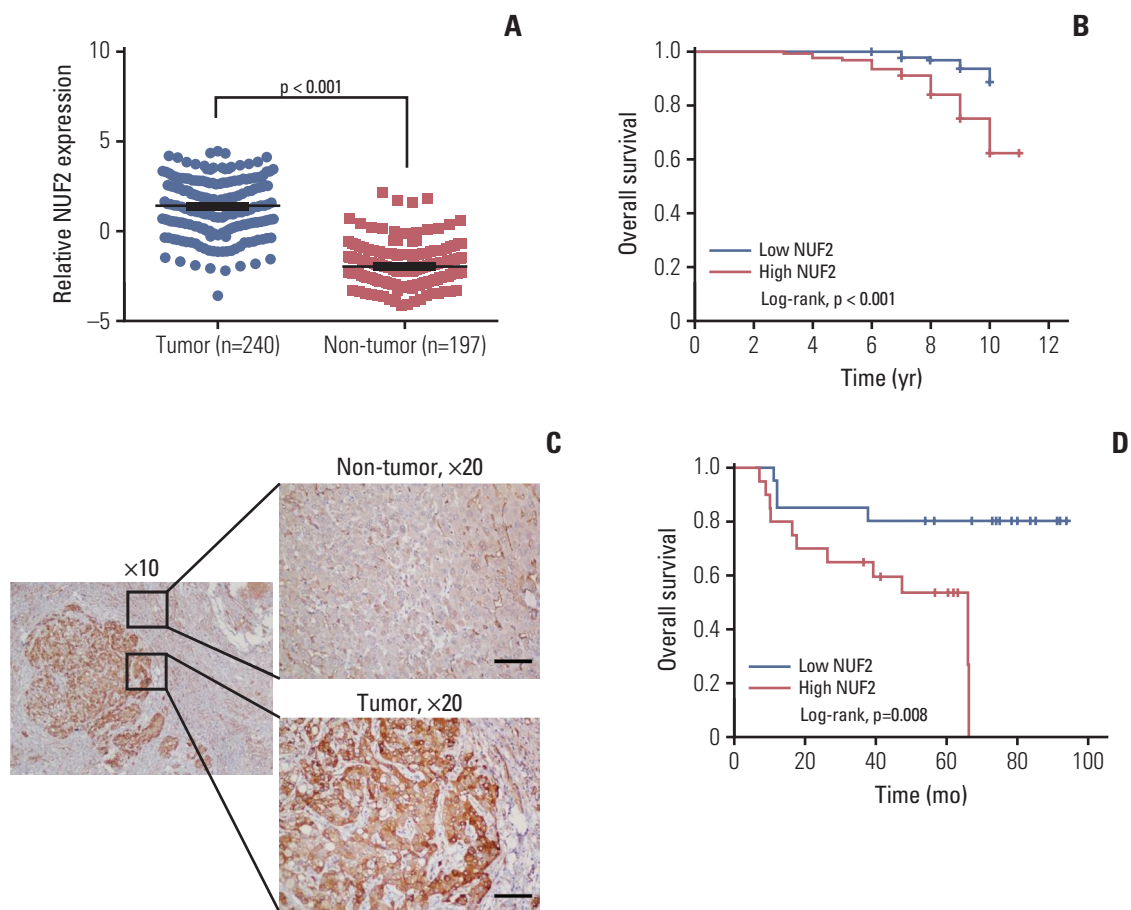 A
Relative NUF2 expression
10
5
0
−5
p < 0.001
Tumor (n=240)
Non-tumor (n=197)
B
Overall survival
1.0
0.8
0.6
0.4
0.2
0
Low NUF2
High NUF2
Log-rank, p < 0.001
0 2 4 6 8 10 12
Time (yr)
C
Non-tumor, ×20
×10
Tumor, ×20
D
Overall survival
1.0
0.8
0.6
0.4
0.2
0
Low NUF2
High NUF2
Log-rank, p=0.008
0 20 40 60 80 100
Time (mo)